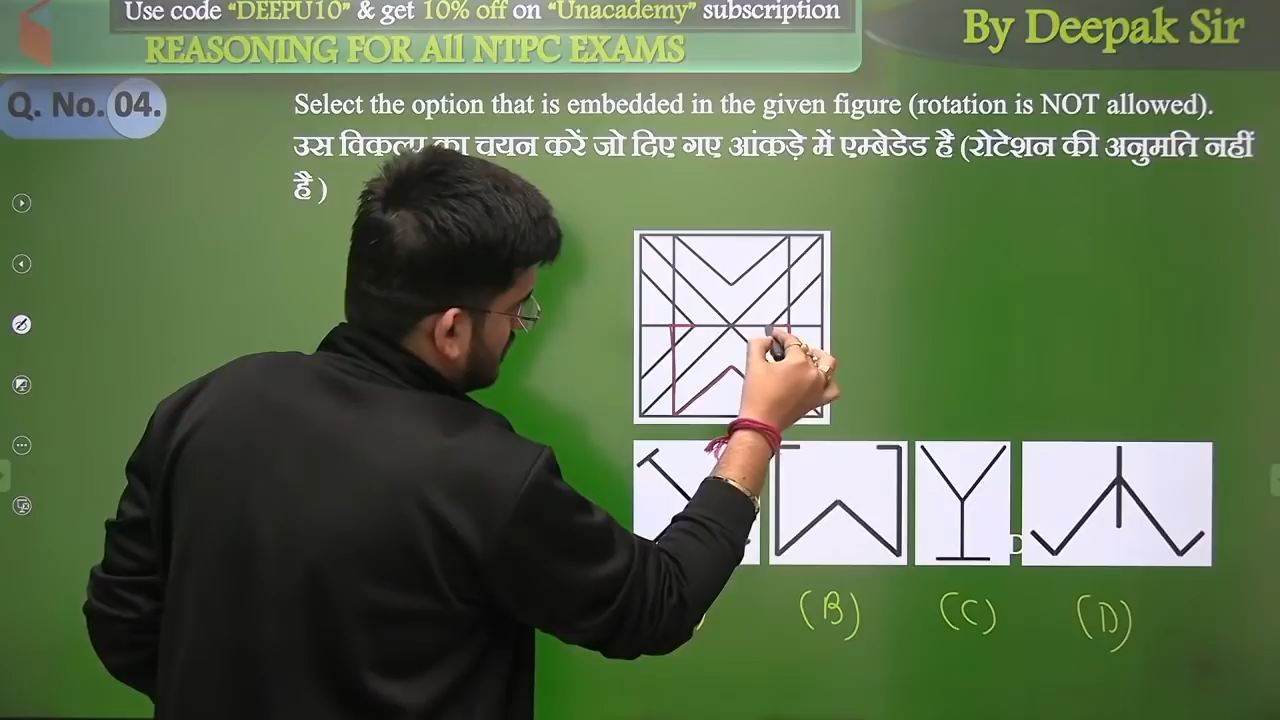 Use code “DEEPU10” & get 10% off on “Unacademy” subscription
REASONING FOR All NTPC EXAMS
By Deepak Sir
Q. No. 04.
Select the option that is embedded in the given figure (rotation is NOT allowed).
उस विकल्प का चयन करें जो दिए गए आंकड़े में एम्बेडेड है (रोटेशन की अनुमति नहीं
है )
D
(B) (C) (D)